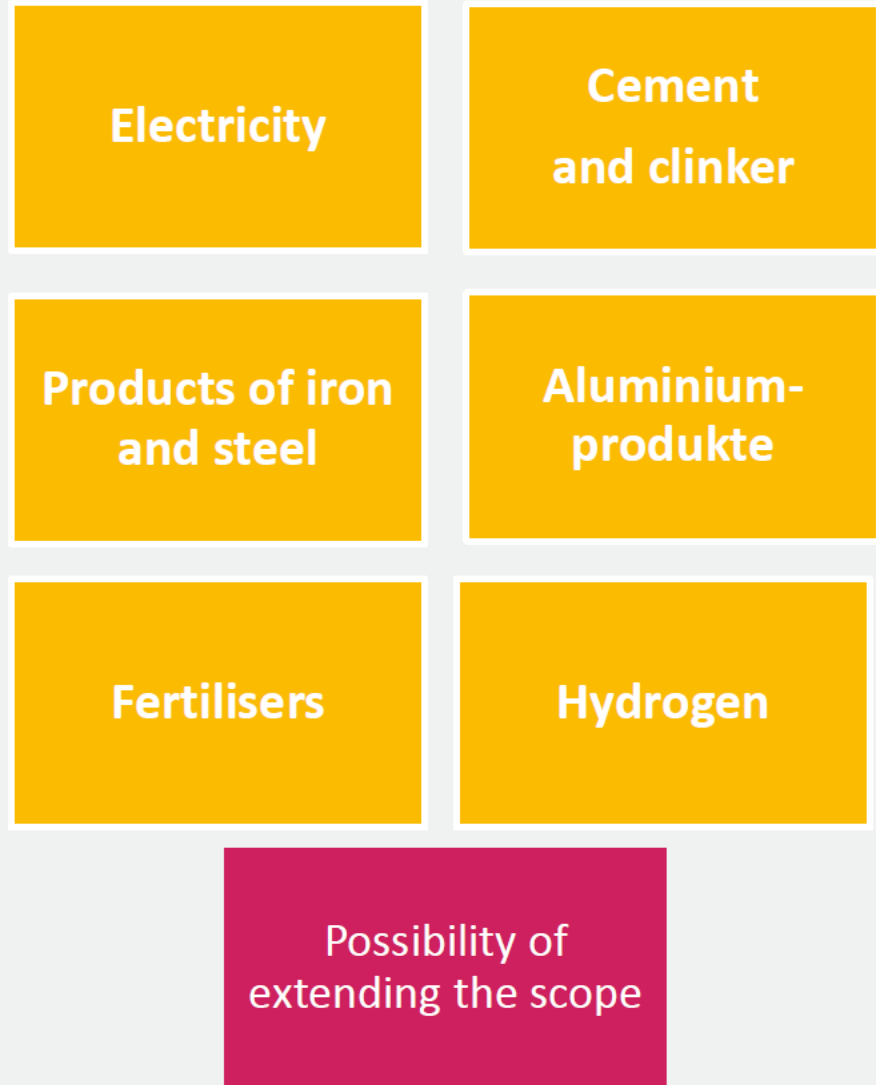 Electricity
Cement
and clinker
Products of iron
and steel
Aluminium-
produkte
Fertilisers
Hydrogen
Possibility of
extending the scope